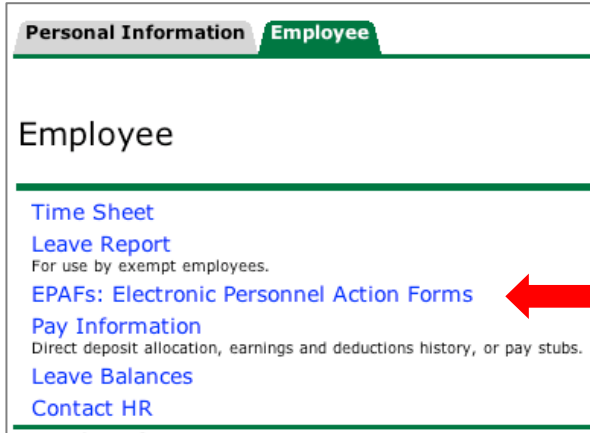 Personal Information Employee
Employee
Time Sheet
Leave Report
For use by exempt employees.
EPAFs: Electronic Personnel Action Forms
Pay Information
Direct deposit allocation, earnings and deductions history, or pay stubs.
Leave Balances
Contact HR